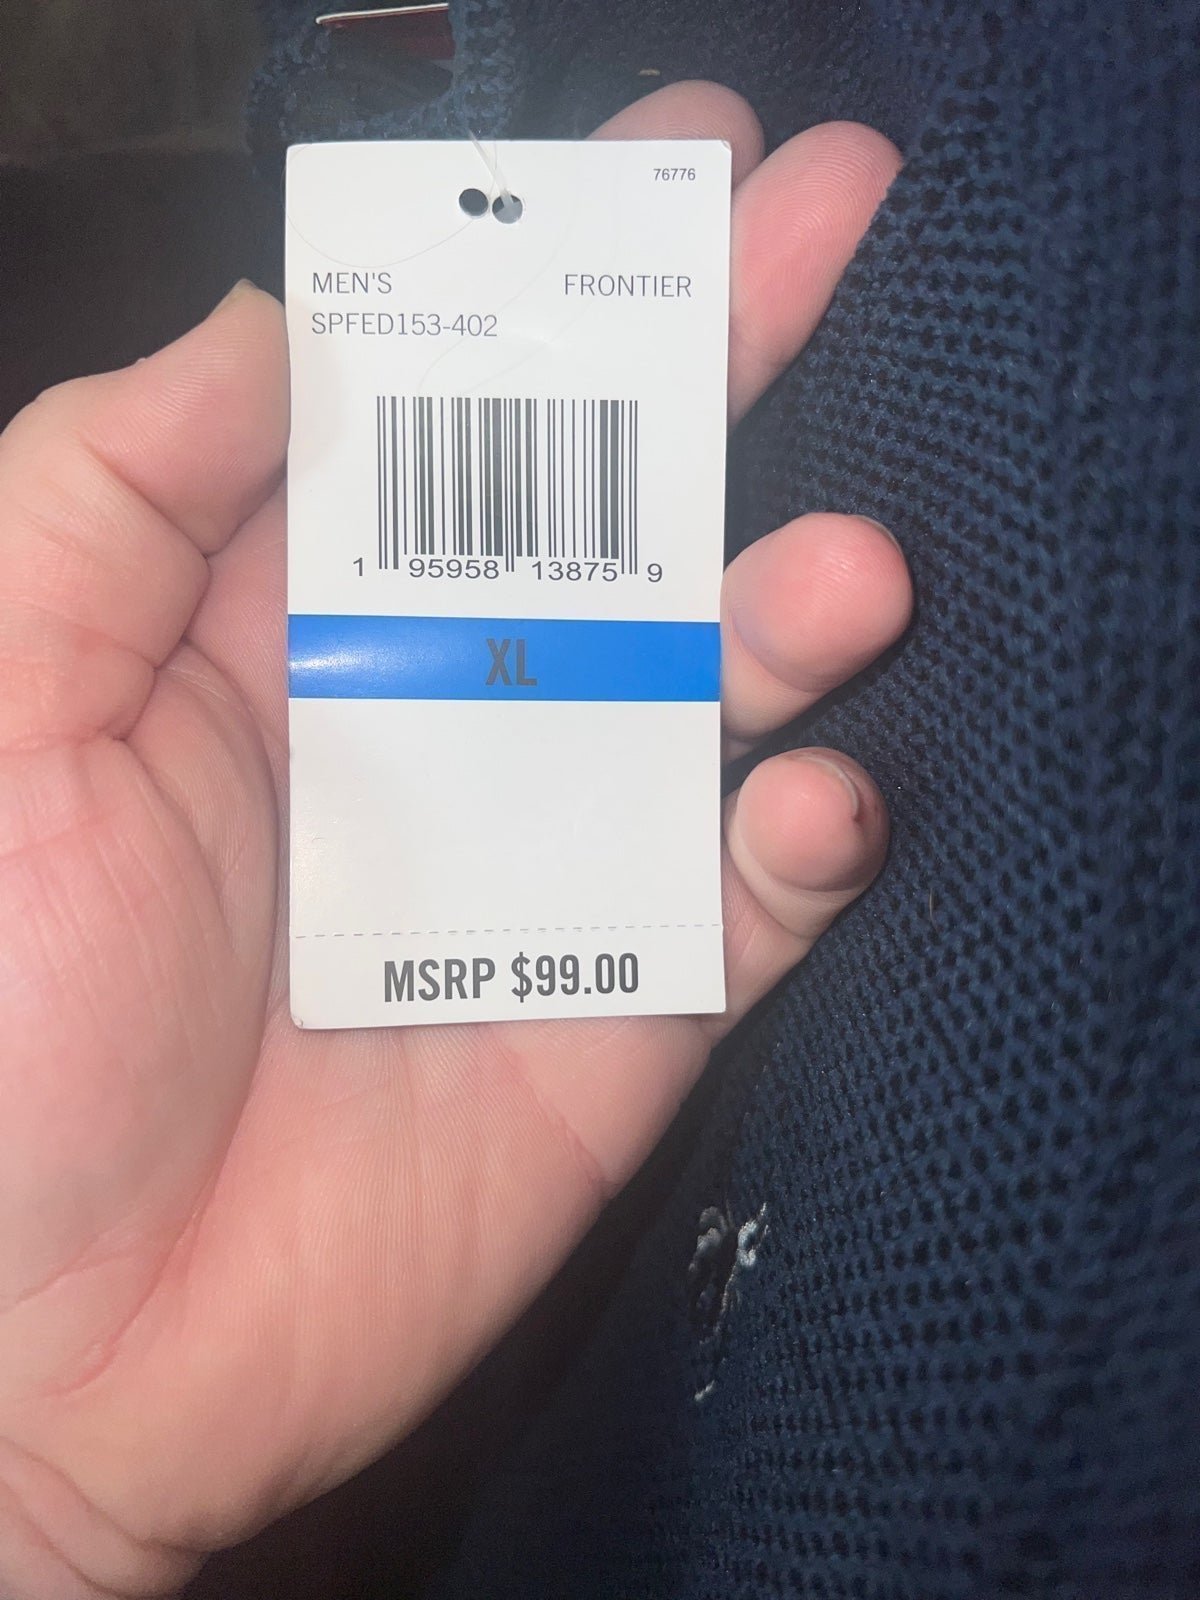 76776
MEN'S FRONTIER
SPFED153-402
1 95958 13875 9
XL
MSRP $99.00